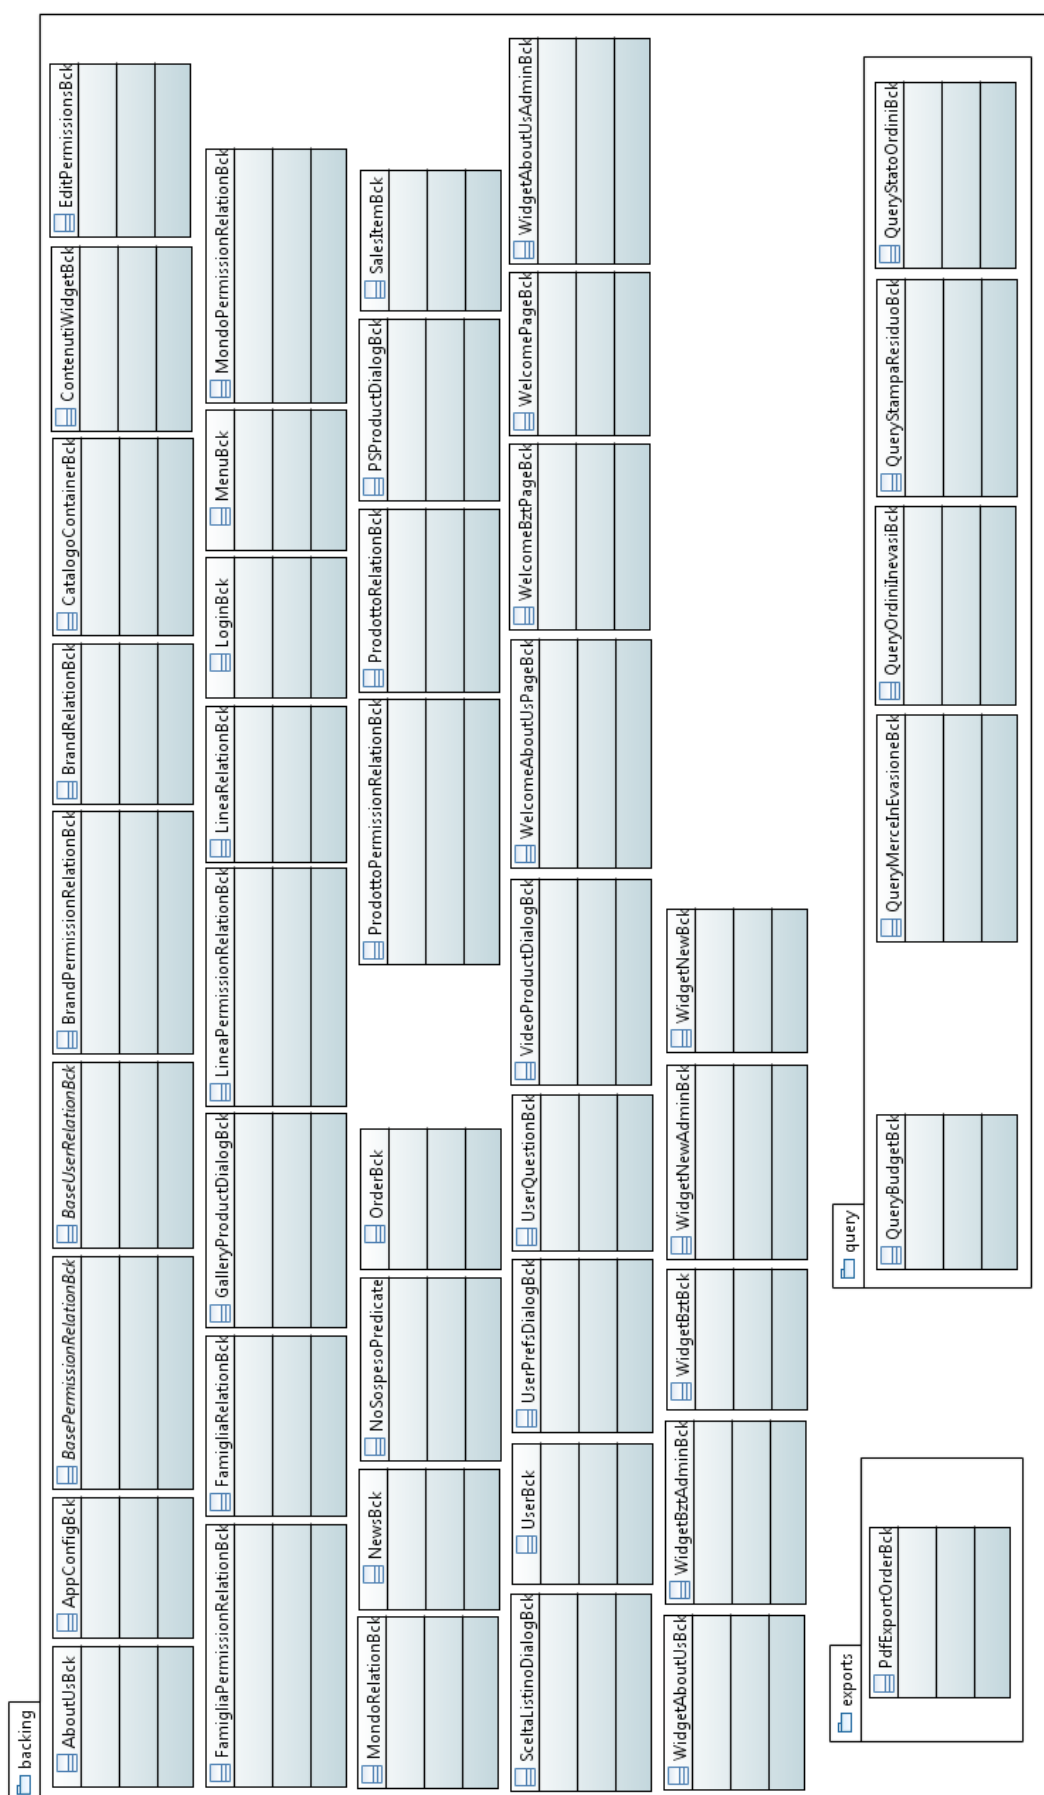 backing
AboutUsBck
AppConfigBck
BasePermissionRelationBck
BaseUserRelationBck
BrandPermissionRelationBck
BrandRelationBck
CatalogoContainerBck
ContenutiWidgetBck
EditPermissionsBck
FamigliaPermissionRelationBck
FamigliaRelationBck
GalleryProductDialogBck
LineaPermissionRelationBck
LineaRelationBck
LoginBck
MenuBck
MondoPermissionRelationBck
MondoRelationBck
NewsBck
NoSospesoPredicate
OrderBck
ProdottoPermissionRelationBck
ProdottoRelationBck
PSProductDialogBck
SalesItemBck
SceltaListinoDialogBck
UserBck
UserPrefsDialogBck
UserQuestionBck
VideoProductDialogBck
WelcomeAboutUsPageBck
WelcomeBztPageBck
WelcomePageBck
WidgetAboutUsAdminBck
WidgetAboutUsBck
WidgetBztAdminBck
WidgetBztBck
WidgetNewAdminBck
WidgetNewBck
exports
PdfExportOrderBck
query
QueryBudgetBck
QueryMerceInEvasioneBck
QueryOrdiniInevasiBck
QueryStampaResiduoBck
QueryStatoOrdiniBck